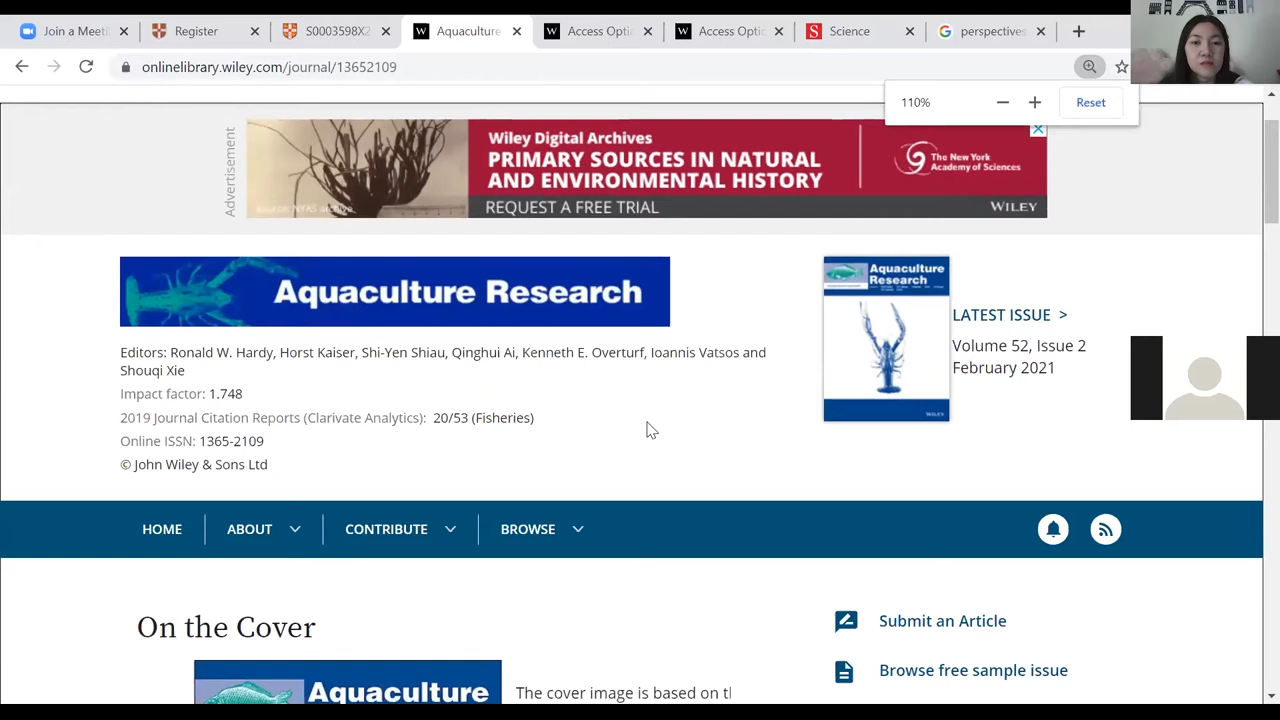 Join a Meeti
Register
S0003598X2
Aquaculture
Access Optic
Access Optic
Science
perspectives
onlinelibrary.wiley.com/journal/13652109
110%
Reset
Advertisement
Wiley Digital Archives
PRIMARY SOURCES IN NATURAL
AND ENVIRONMENTAL HISTORY
REQUEST A FREE TRIAL
The New York
Academy of Sciences
WILEY
source: NYAS archive
Aquaculture Research
Editors: Ronald W. Hardy, Horst Kaiser, Shi-Yen Shiau, Qinghui Ai, Kenneth E. Overturf, Ioannis Vatsos and
Shouqi Xie
Impact factor: 1.748
2019 Journal Citation Reports (Clarivate Analytics): 20/53 (Fisheries)
Online ISSN: 1365-2109
© John Wiley & Sons Ltd
Aquaculture
Research
WILEY
LATEST ISSUE >
Volume 52, Issue 2
February 2021
HOME
ABOUT
CONTRIBUTE
BROWSE
On the Cover
Aquaculture
The cover image is based on th
Submit an Article
Browse free sample issue